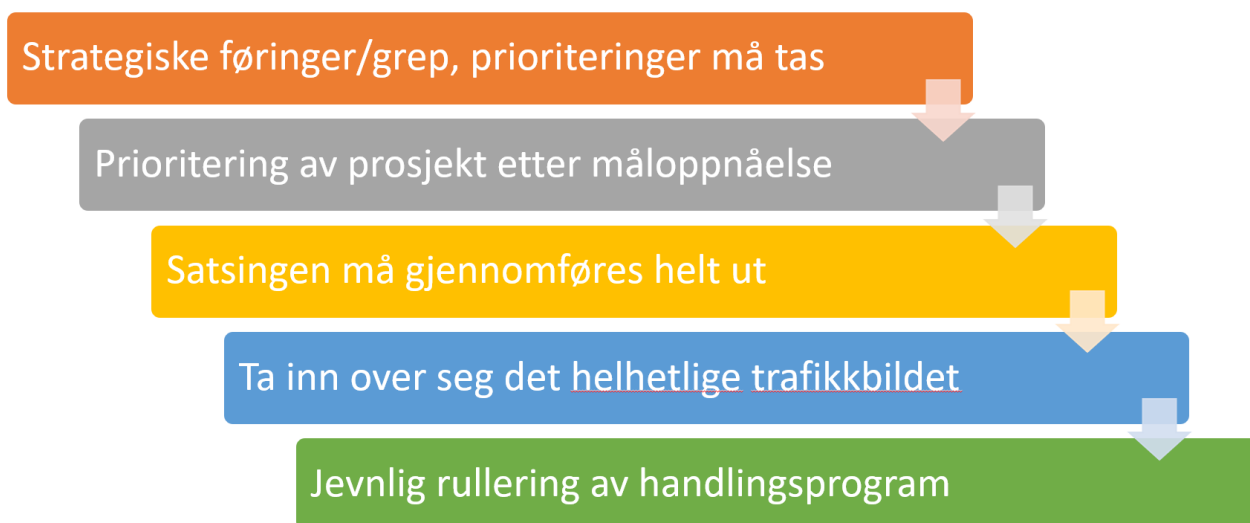 Strategiske føringer/grep, prioriteringer må tas
Prioritering av prosjekt etter måloppnåelse
Satsingen må gjennomføres helt ut
Ta inn over seg det helhetlige trafikkbildet
Jevnlig rullering av handlingsprogram